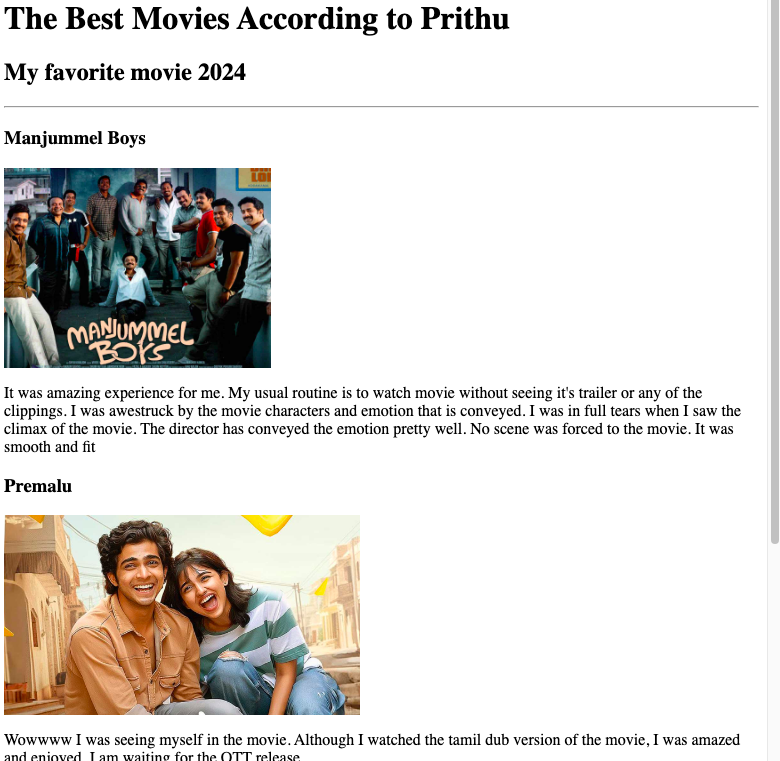 The Best Movies According to Prithu
My favorite movie 2024
Manjummel Boys
MANJUMMEL
BOYS
It was amazing experience for me. My usual routine is to watch movie without seeing it's trailer or any of the
clippings. I was awestruck by the movie characters and emotion that is conveyed. I was in full tears when I saw the
climax of the movie. The director has conveyed the emotion pretty well. No scene was forced to the movie. It was
smooth and fit
Premalu
Wowwww I was seeing myself in the movie. Although I watched the tamil dub version of the movie, I was amazed
and enjoyed. I am waiting for the OTT release